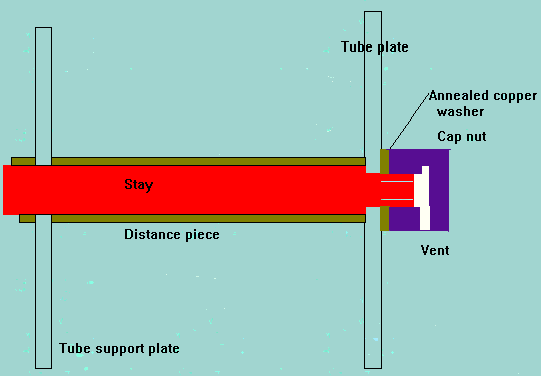 Tube plate
Annealed copper
washer
Cap nut
Stay
Distance piece
Vent
Tube support plate